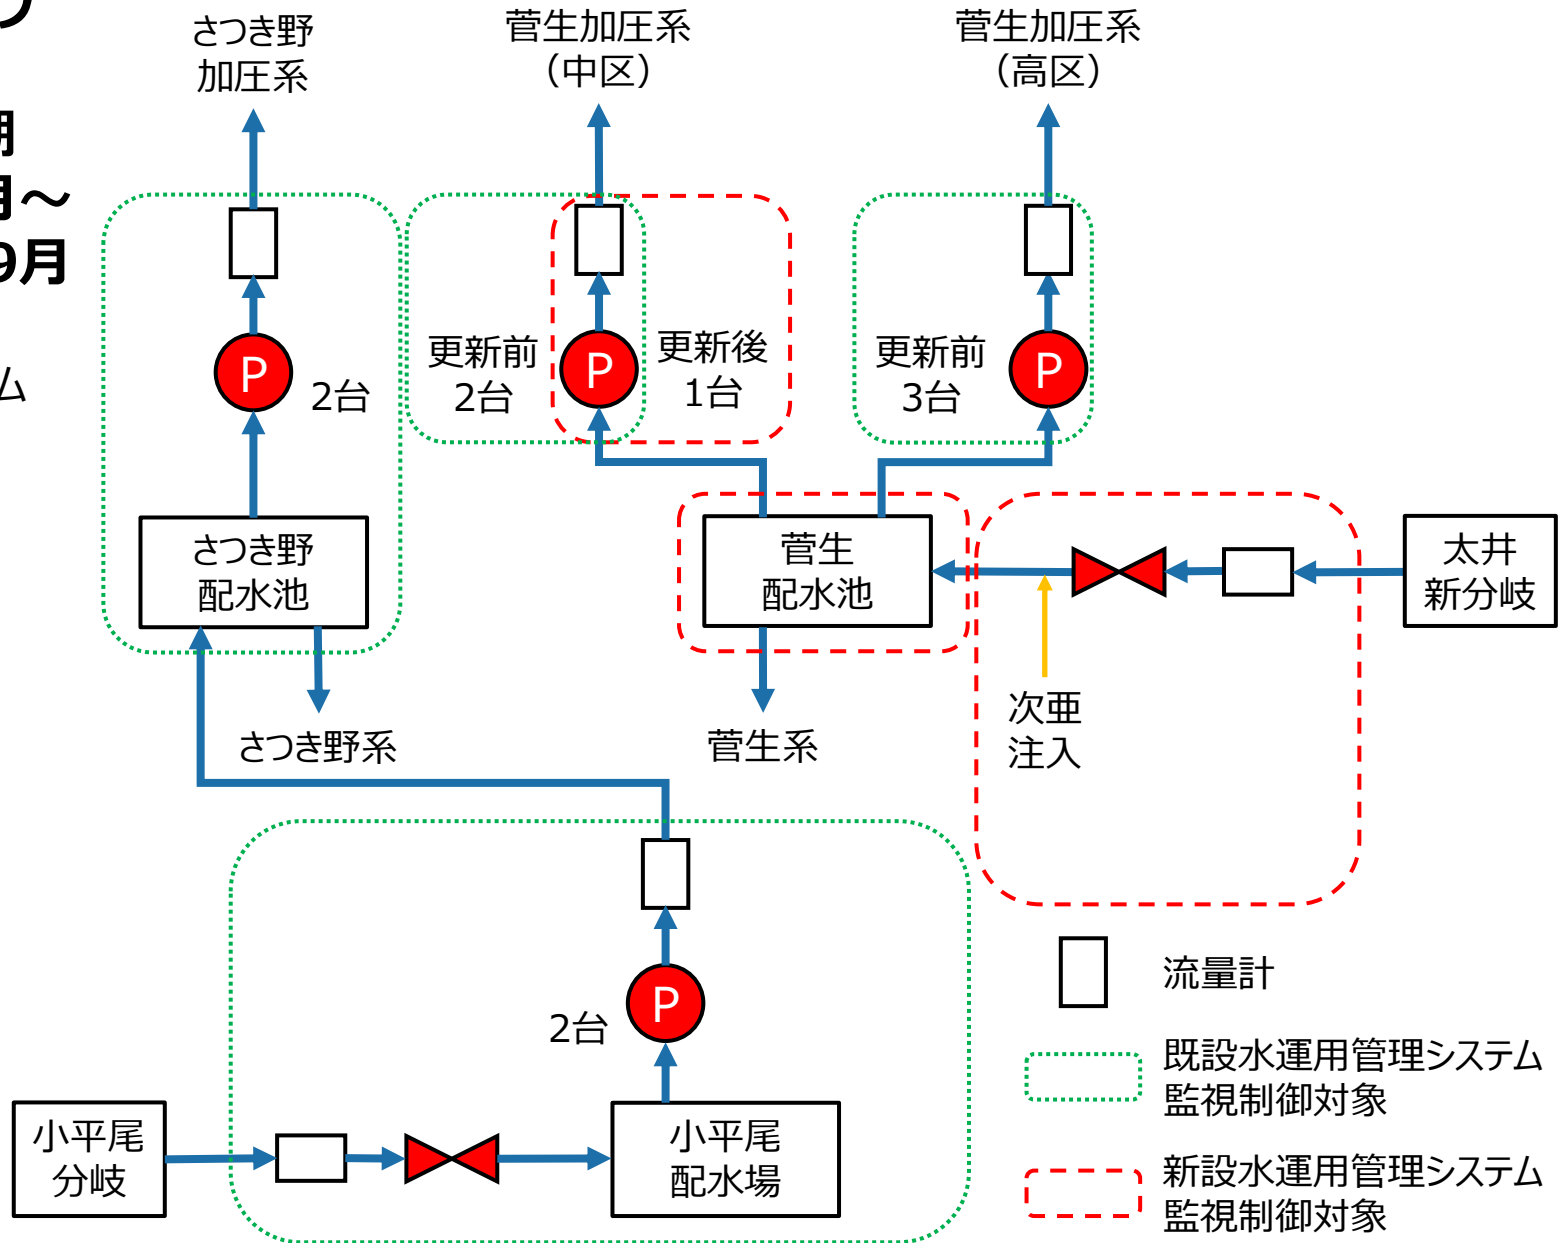 つ
期
月～
9月
ム
さつき野
加圧系
菅生加圧系
（中区）
菅生加圧系
（高区）
P
2台
更新前
2台
P
更新後
1台
更新前
3台
P
さつき野
配水池
菅生
配水池
太井
新分岐
さつき野系
菅生系
次亜
注入
P
2台
小平尾
分岐
小平尾
配水場
流量計
既設水運用管理システム
監視制御対象
新設水運用管理システム
監視制御対象